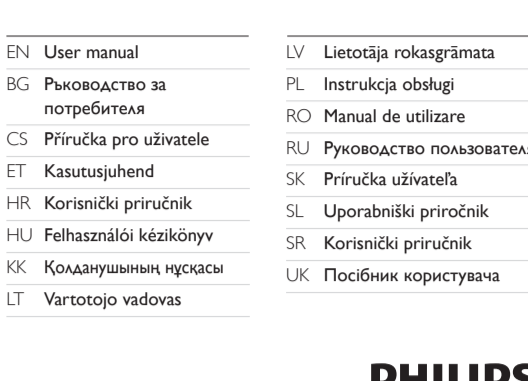 EN User manual
BG Ръководство за
потребителя
CS Příručka pro uživatele
ET Kasutusjuhend
HR Korisnički priručnik
HU Felhasználói kézikönyv
KK Қолданушының нұсқасы
LT Vartotojo vadovas
LV Lietotāja rokasgrāmata
PL Instrukcja obsługi
RO Manual de utilizare
RU Руководство пользователя
SK Príručka užívateľa
SL Uporabniški priročnik
SR Korisnički priručnik
UK Посібник користувача
PHILIPS